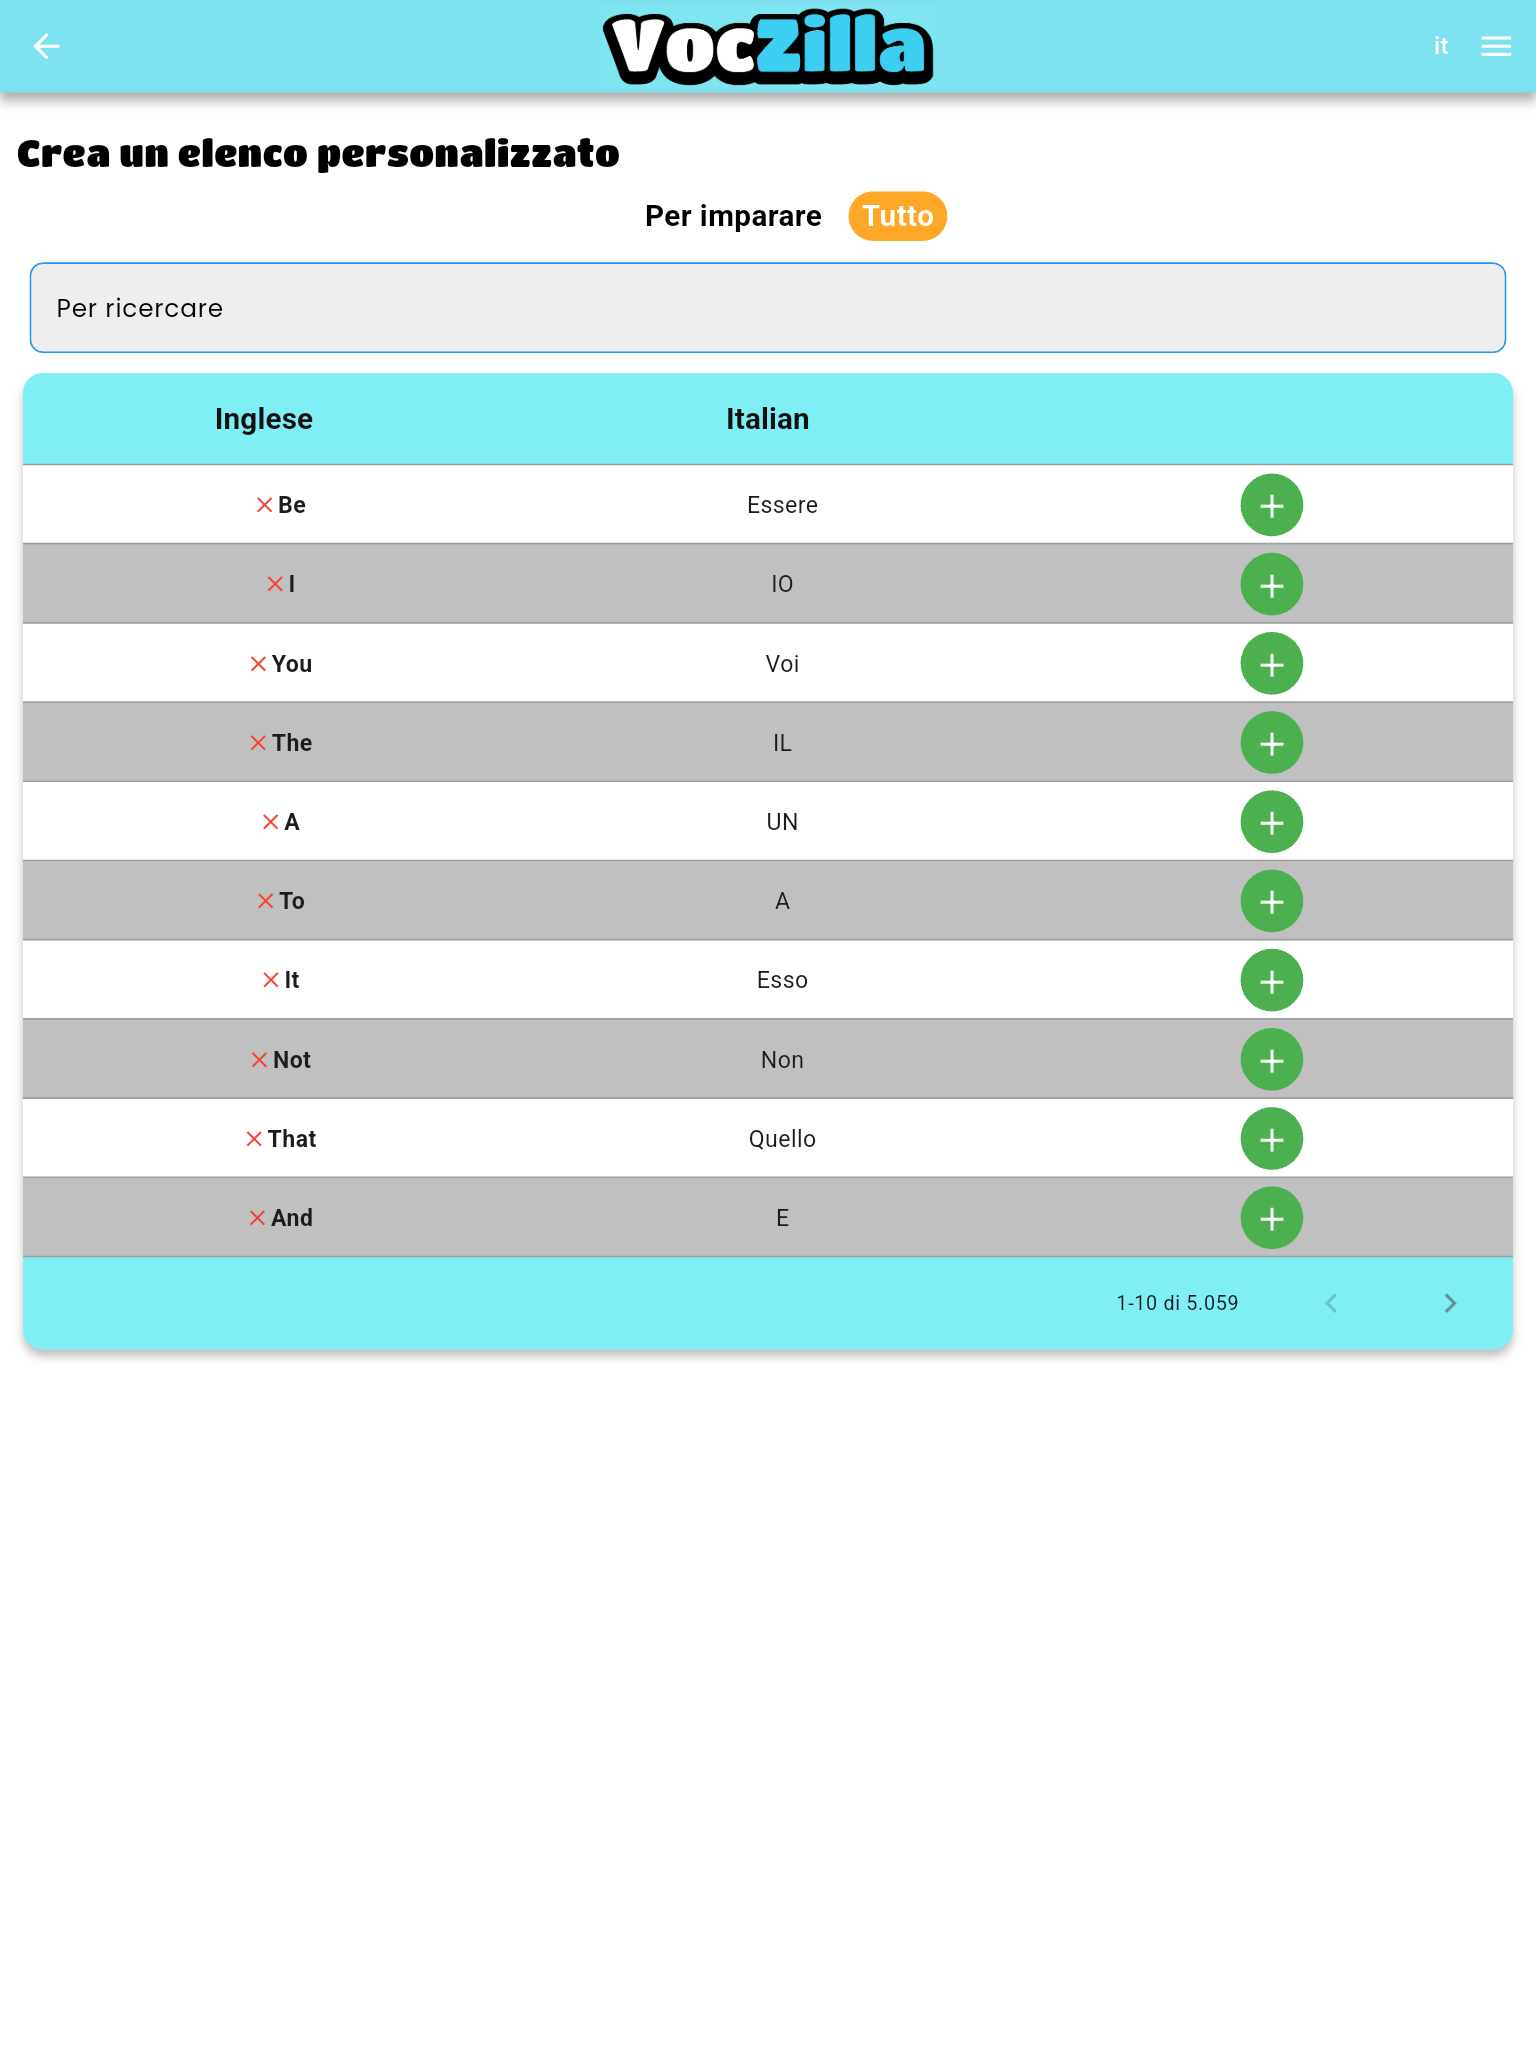 VocZilla
it
Crea un elenco personalizzato
Per imparare Tutto
Per ricercare
Inglese Italian
Be Essere
I IO
You Voi
The IL
A UN
To A
It Esso
Not Non
That Quello
And E
1-10 di 5.059